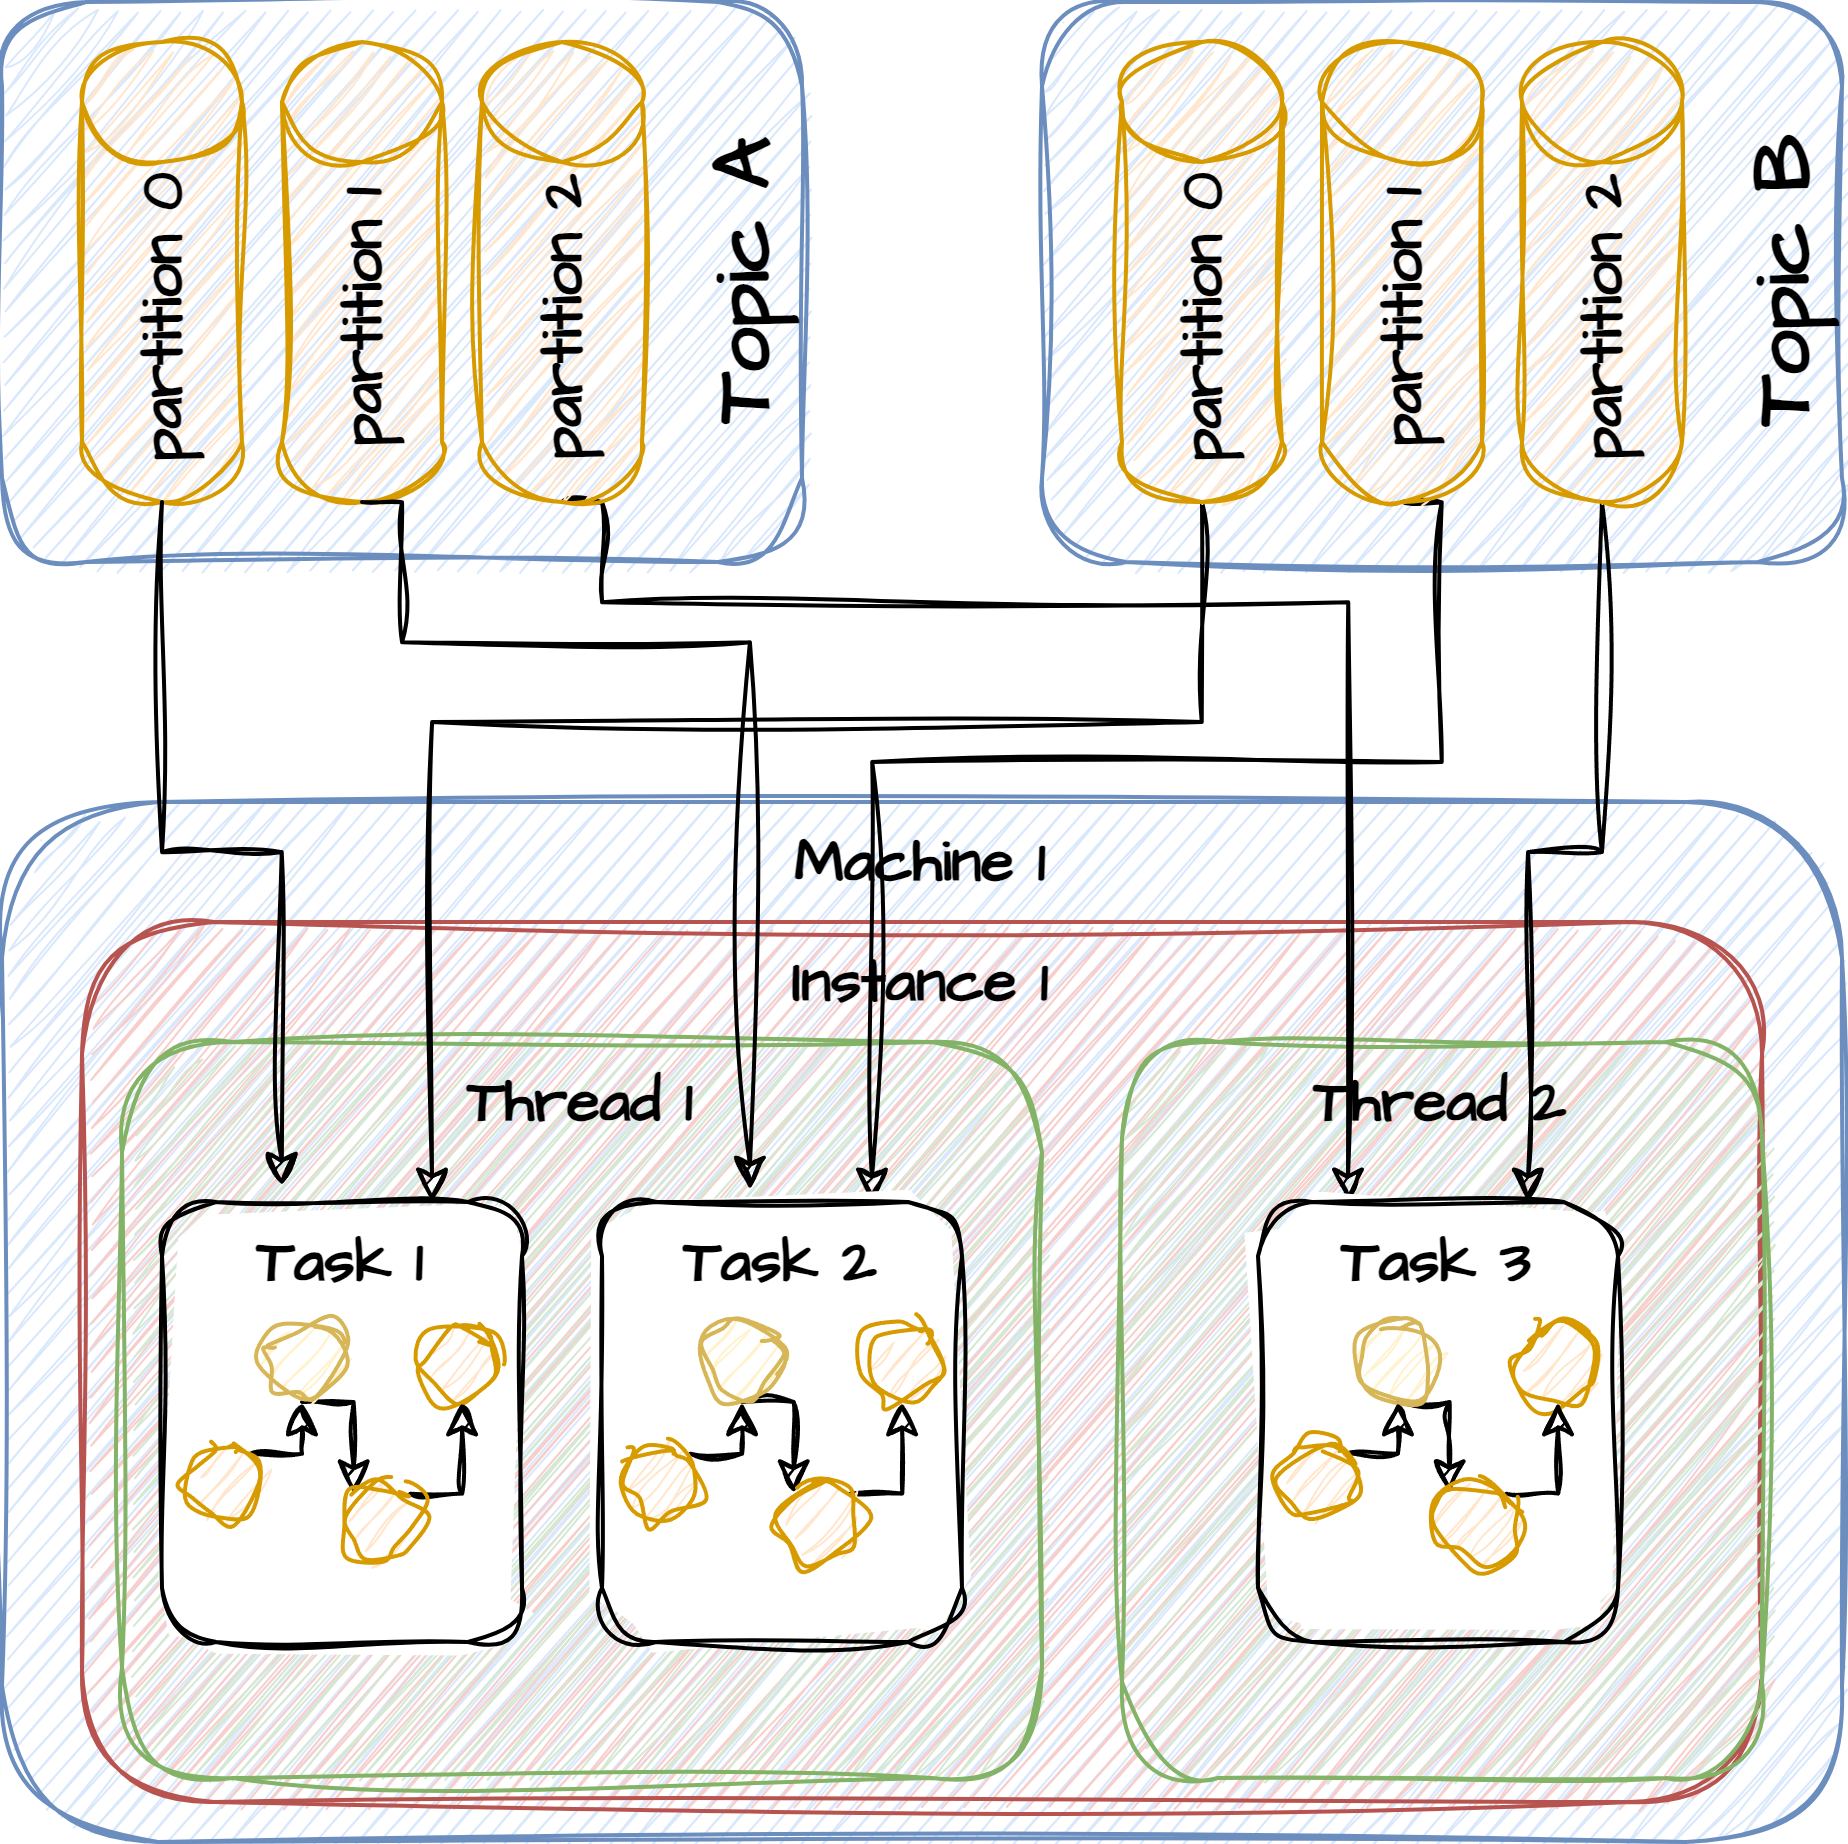 partition 0
partition 1
partition 2
Topic A
partition 0
partition 1
partition 2
Topic B
Machine 1
Instance 1
Thread 1
Thread 2
Task 1
Task 2
Task 3